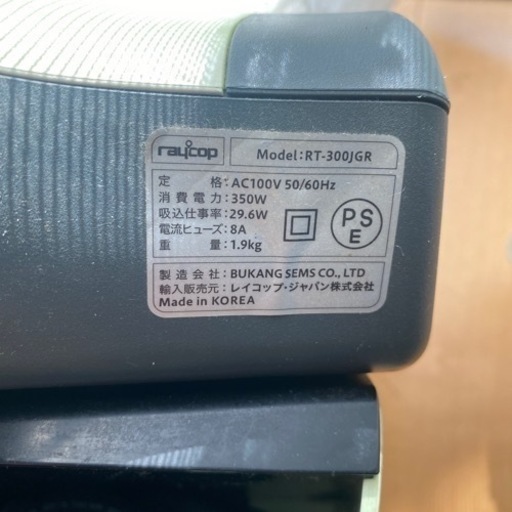 raycop
Model:RT-300JGR
定 格:AC100V 50/60Hz
消費電力:350W
吸込仕事率:29.6W
電流ヒューズ:8A
重 量:1.9kg
PS
E
製造会社:BUKANG SEMS CO., LTD
輸入販売元:レイコップ・ジャパン株式会社
Made in KOREA